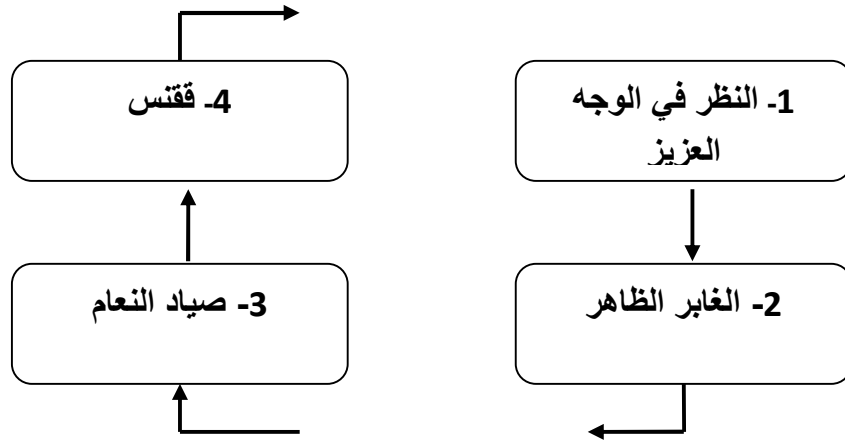 1- النظر في الوجه
العزيز
2- الغابر الظاهر
3- صياد النعام
4- ققنس